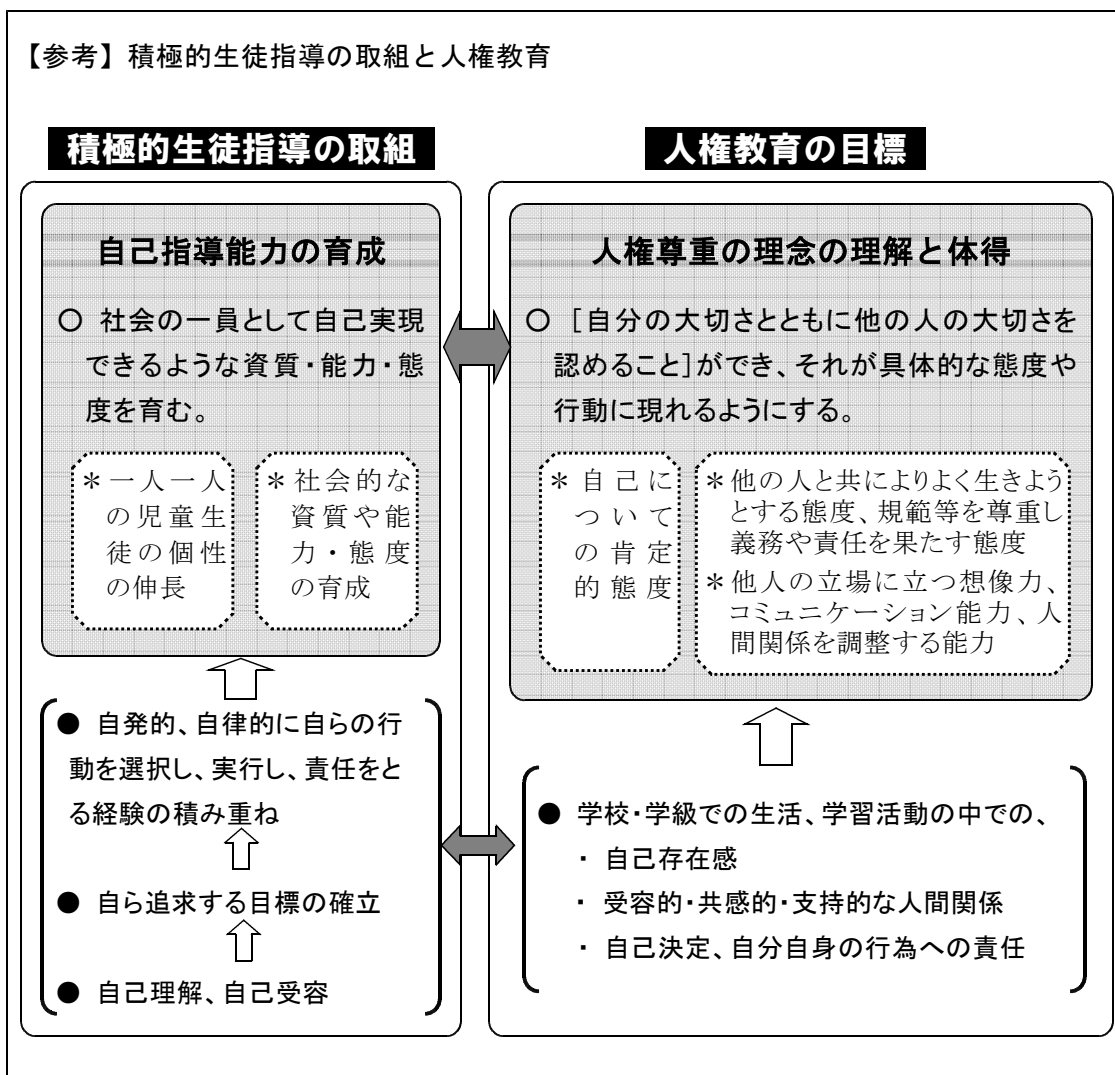 【参考】積極的生徒指導の取組と人権教育
積極的生徒指導の取組
自己指導能力の育成
○ 社会の一員として自己実現
できるような資質・能力・態
度を育む。
＊一人一人
の児童生
徒の個性
の伸長
＊社会的な
資質や能
力・態度
の育成
● 自発的、自律的に自らの行
動を選択し、実行し、責任をと
る経験の積み重ね
● 自ら追求する目標の確立
● 自己理解、自己受容
人権教育の目標
人権尊重の理念の理解と体得
○ [自分の大切さとともに他の人の大切さを
認めること]ができ、それが具体的な態度や
行動に現れるようにする。
＊自己に
ついて
の肯定
的態度
＊他の人と共によりよく生きよう
とする態度、規範等を尊重し
義務や責任を果たす態度
＊他人の立場に立つ想像力、
コミュニケーション能力、人
間関係を調整する能力
● 学校・学級での生活、学習活動の中での、
・ 自己存在感
・ 受容的・共感的・支持的な人間関係
・ 自己決定、自分自身の行為への責任